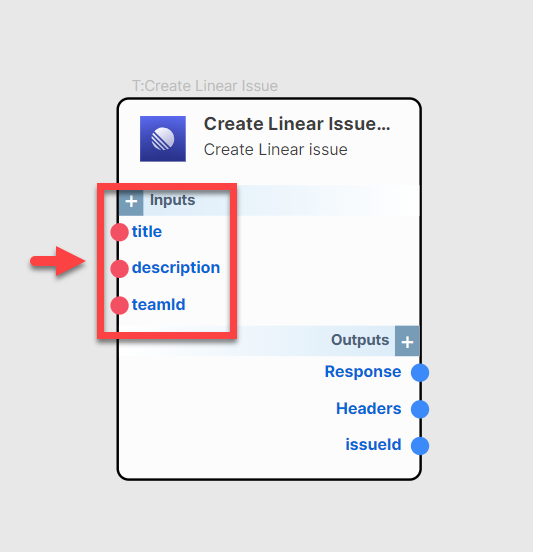 T:Create Linear Issue
Create Linear Issue...
Create Linear issue
+ Inputs
title
description
teamId
Outputs +
Response
Headers
issueId